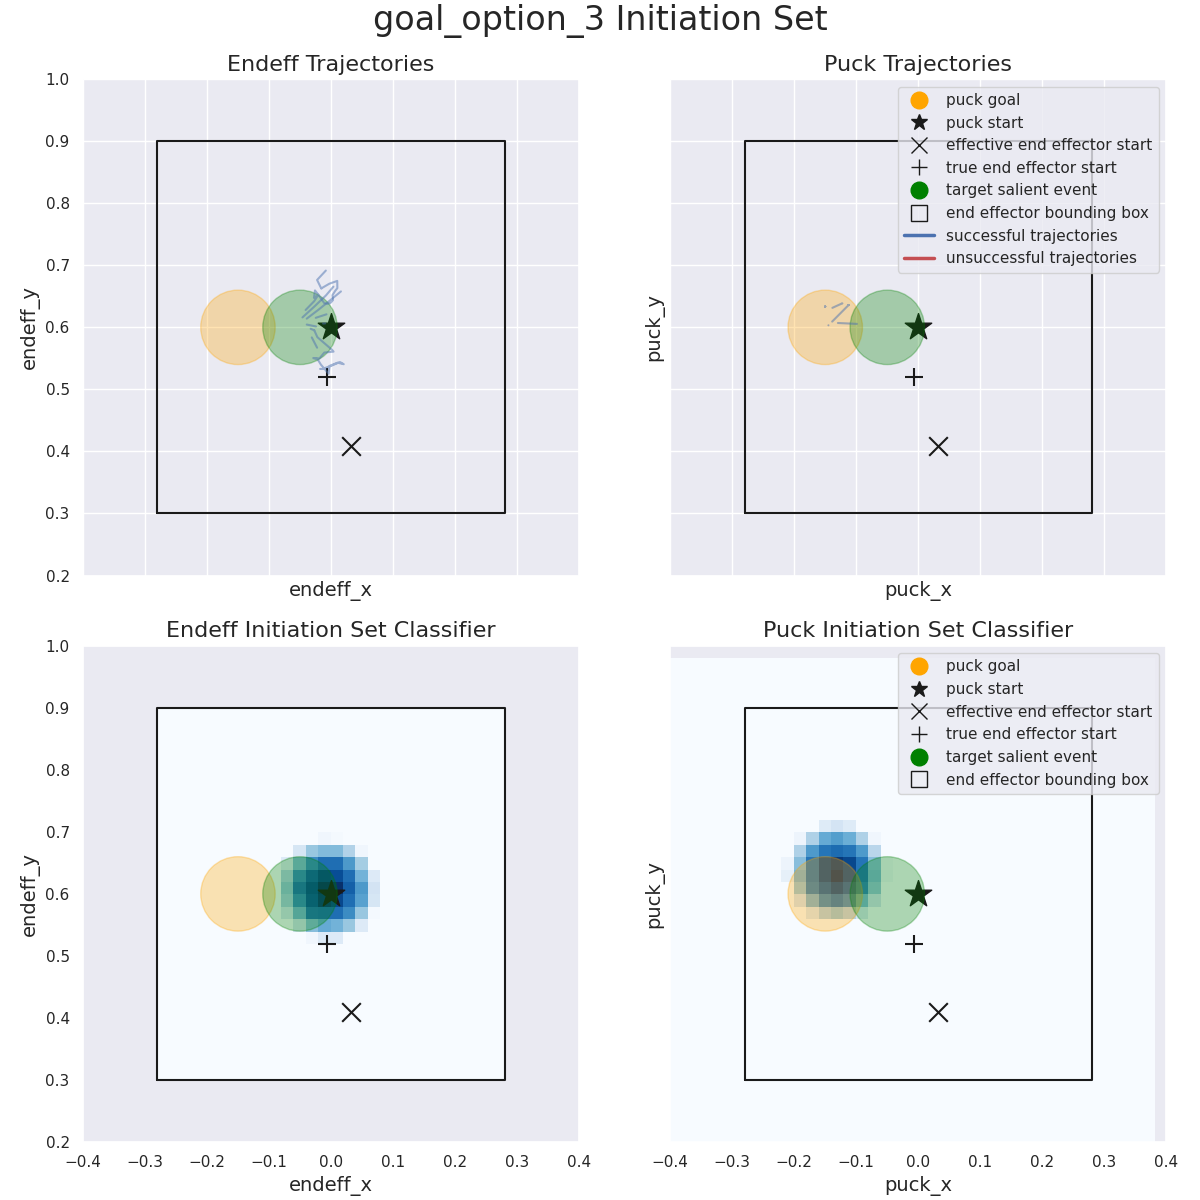 goal_option_3 Initiation Set
Endeff Trajectories
endeff_y
1.0
0.9
0.8
0.7
0.6
0.5
0.4
0.3
0.2
endeff_x
Puck Trajectories
puck_y
puck goal
puck start
effective end effector start
true end effector start
target salient event
end effector bounding box
successful trajectories
unsuccessful trajectories
puck_x
Endeff Initiation Set Classifier
endeff_y
1.0
0.9
0.8
0.7
0.6
0.5
0.4
0.3
0.2
−0.4 −0.3 −0.2 −0.1 0.0 0.1 0.2 0.3 0.4
endeff_x
Puck Initiation Set Classifier
puck_y
puck goal
puck start
effective end effector start
true end effector start
target salient event
end effector bounding box
−0.4 −0.3 −0.2 −0.1 0.0 0.1 0.2 0.3 0.4
puck_x